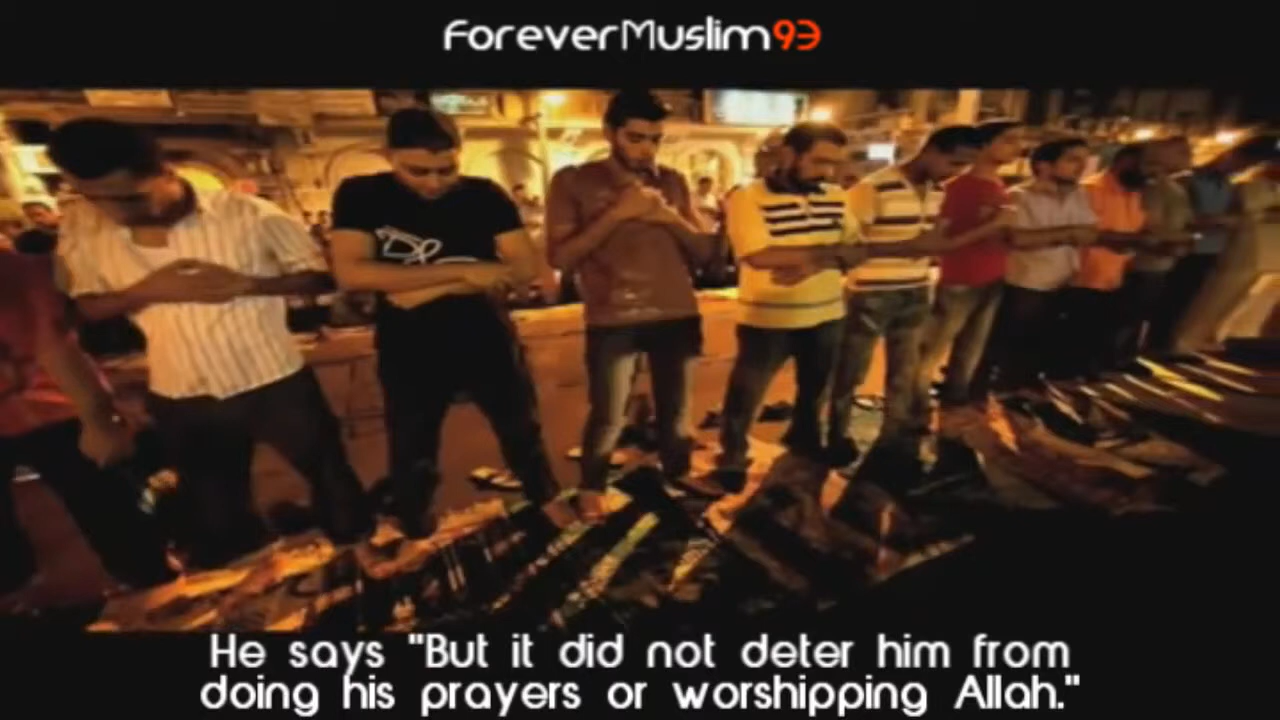 ForeverMuslim93
He says "But it did not deter him from
doing his prayers or worshipping Allah."